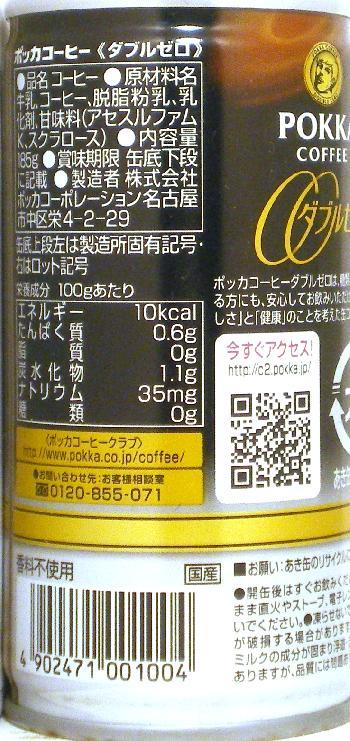 ポッカコーヒー《ダブルゼロ》
●品名 コーヒー ●原材料名
牛乳、コーヒー、脱脂粉乳、乳
化剤、甘味料(アセスルファム
K、スクラロース) ●内容量
185g ●賞味期限 缶底下段
に記載 ●製造者 株式会社
ポッカコーポレーション名古屋
市中区栄4-2-29
缶底上段左は製造所固有記号・
右はロット記号
栄養成分 100gあたり
エネルギー 10kcal
たんぱく質 0.6g
脂質 0g
炭水化物 1.1g
ナトリウム 35mg
糖類 0g
〈ポッカコーヒークラブ〉
http://www.pokka.co.jp/coffee/
●お問い合わせ先:お客様相談室
0120-855-071
香料不使用
国産
4 902471 001004
POKKA
COFFEE
ダブルゼ
ポッカコーヒーダブルゼロは、糖
る方にも、安心してお飲みいただ
しさ」と「健康」のことを考えた缶コ
今すぐアクセス!
http://c2.pokka.jp/
あき
■お願い:あき缶のリサイクルに
●開缶後はすぐお飲みくだ
まま直火やストーブ、電子レ
いでください。●凍らせない
が破損する場合があります
ミルクの成分が固まり浮遊
ありますが、品質には問題